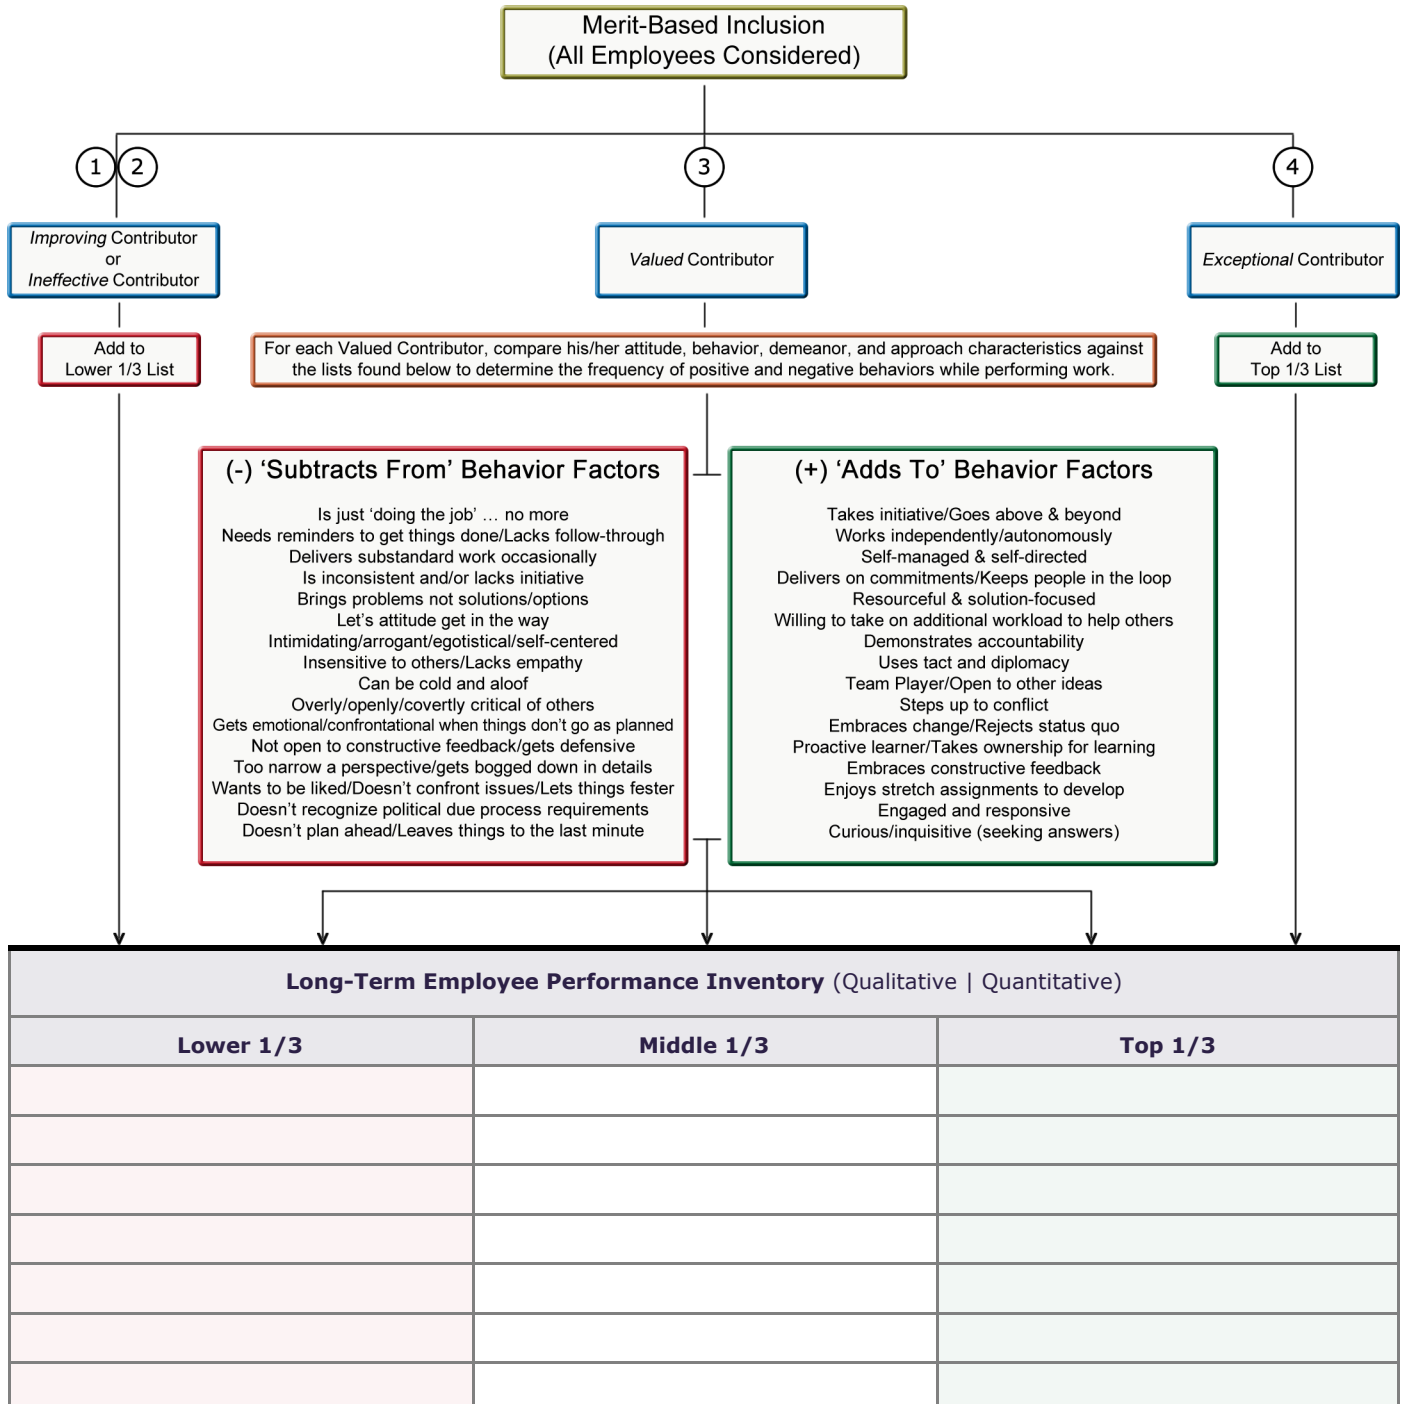 Merit-Based Inclusion
(All Employees Considered)
1
2
3
4
Improving Contributor
or
Ineffective Contributor
Valued Contributor
Exceptional Contributor
Add to
Lower 1/3 List
For each Valued Contributor, compare his/her attitude, behavior, demeanor, and approach characteristics against
the lists found below to determine the frequency of positive and negative behaviors while performing work.
Add to
Top 1/3 List
(-) ‘Subtracts From’ Behavior Factors
Is just ‘doing the job’ … no more
Needs reminders to get things done/Lacks follow-through
Delivers substandard work occasionally
Is inconsistent and/or lacks initiative
Brings problems not solutions/options
Let’s attitude get in the way
Intimidating/arrogant/egotistical/self-centered
Insensitive to others/Lacks empathy
Can be cold and aloof
Overly/openly/covertly critical of others
Gets emotional/confrontational when things don’t go as planned
Not open to constructive feedback/gets defensive
Too narrow a perspective/gets bogged down in details
Wants to be liked/Doesn’t confront issues/Lets things fester
Doesn’t recognize political due process requirements
Doesn’t plan ahead/Leaves things to the last minute
(+) ‘Adds To’ Behavior Factors
Takes initiative/Goes above & beyond
Works independently/autonomously
Self-managed & self-directed
Delivers on commitments/Keeps people in the loop
Resourceful & solution-focused
Willing to take on additional workload to help others
Demonstrates accountability
Uses tact and diplomacy
Team Player/Open to other ideas
Steps up to conflict
Embraces change/Rejects status quo
Proactive learner/Takes ownership for learning
Embraces constructive feedback
Enjoys stretch assignments to develop
Engaged and responsive
Curious/inquisitive (seeking answers)
Long-Term Employee Performance Inventory (Qualitative | Quantitative)
Lower 1/3
Middle 1/3
Top 1/3